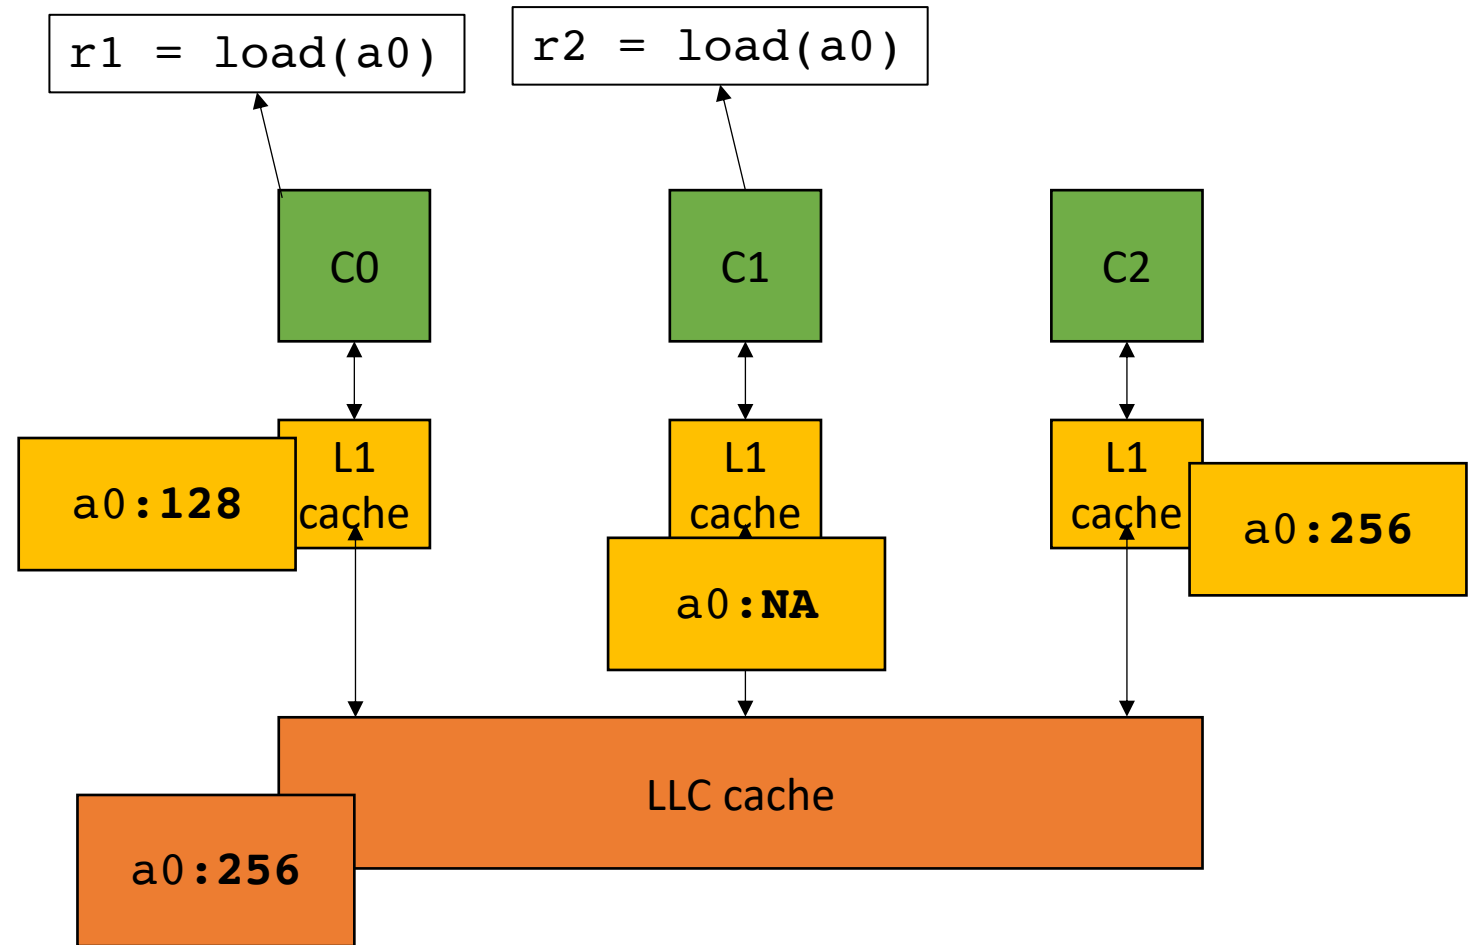 r1 = load(a0)
r2 = load(a0)
C0
C1
C2
L1
cache
L1
cache
L1
cache
a0:128
a0:NA
a0:256
LLC cache
a0:256